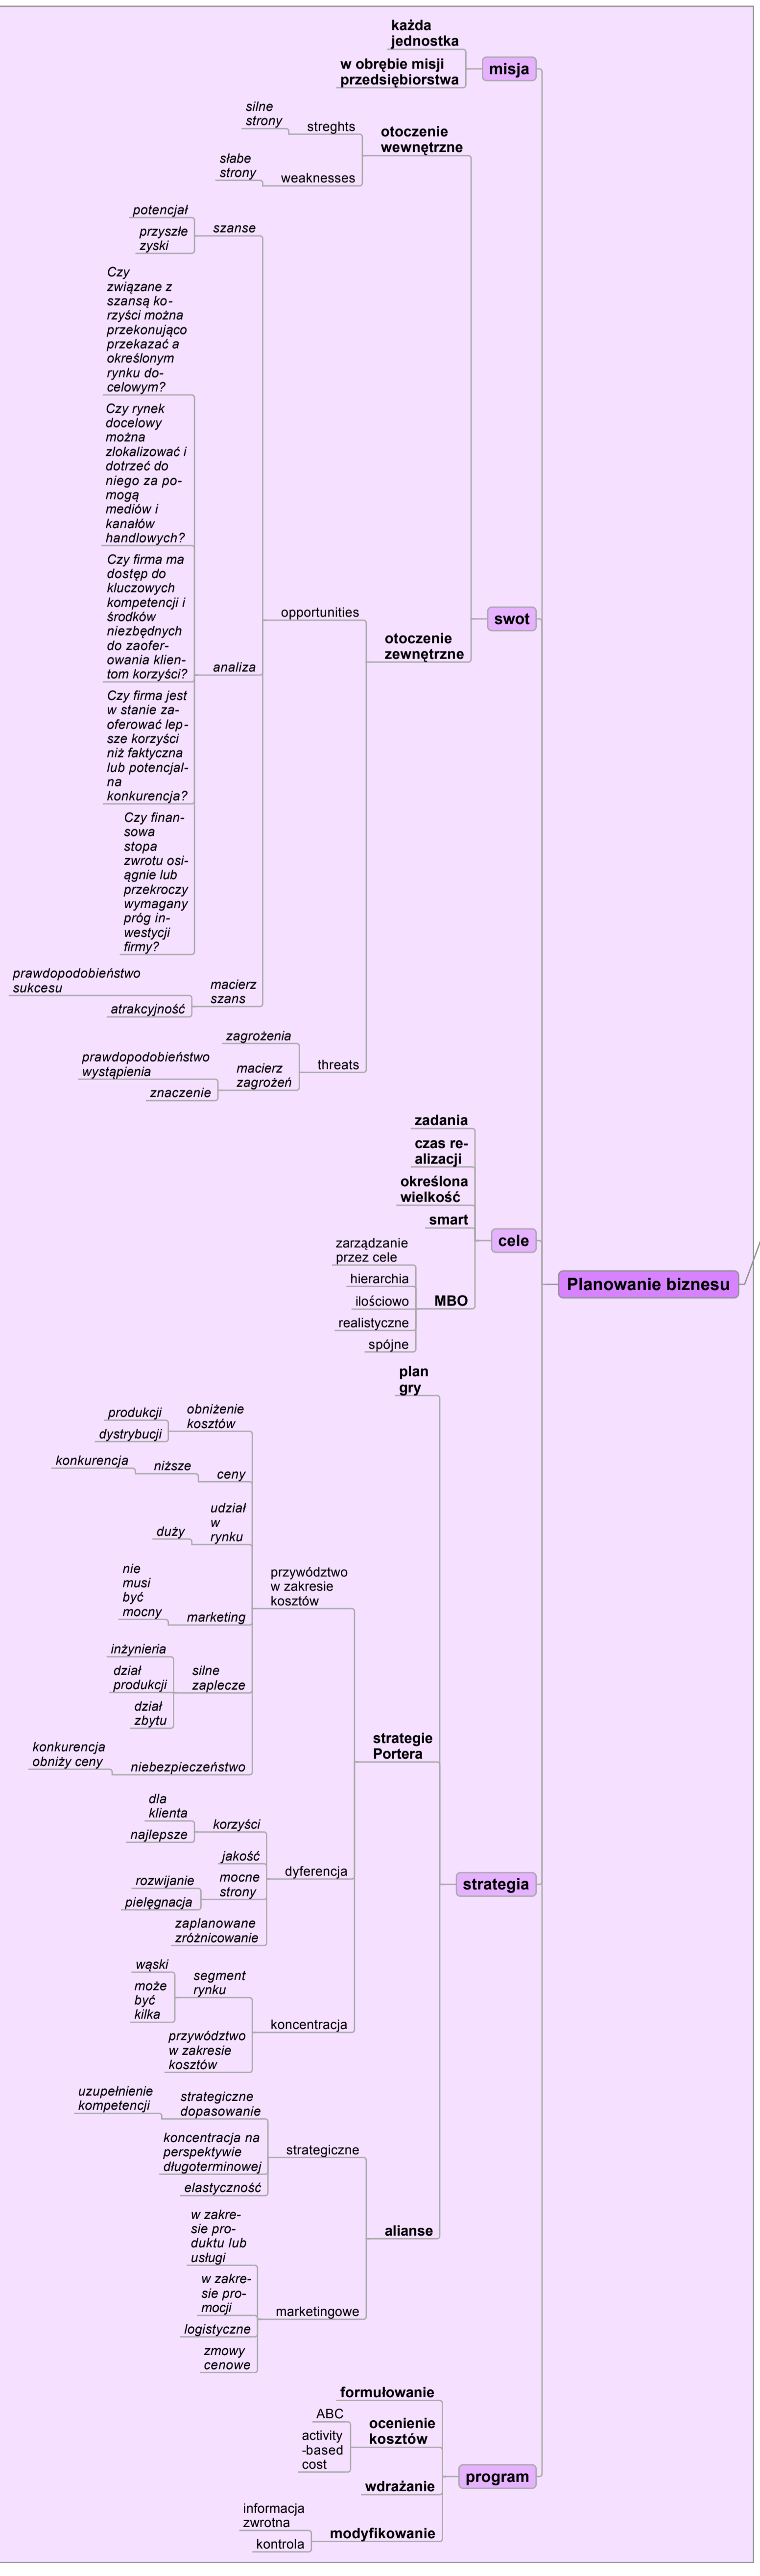 każda
jednostka
w obrębie misji
przedsiębiorstwa
misja
silne
strony
streghts
otoczenie
wewnętrzne
słabe
strony
weaknesses
potencjał
szanse
przyszłe
zyski
Czy
związane z
szansą ko-
rzyści można
przekonująco
przekazać a
określonym
rynku do-
celowym?
Czy rynek
docelowy
można
zlokalizować i
dotrzeć do
niego za po-
mogą
mediów i
kanałów
handlowych?
Czy firma ma
dostęp do
kluczowych
kompetencji i
środków
niezbędnych
do zaofer-
owania klien-
tom korzyści?
analiza
opportunities
otoczenie
zewnętrzne
swot
Czy firma jest
w stanie za-
oferować lep-
sze korzyści
niż faktyczna
lub potencjal-
na
konkurencja?
Czy finan-
sowa
stopa
zwrotu osi-
ągnie lub
przekroczy
wymagany
próg in-
westycji
firmy?
prawdopodobieństwo
sukcesu
macierz
szans
atrakcyjność
zagrożenia
prawdopodobieństwo
wystąpienia
macierz
zagrożeń
threats
znaczenie
zadania
czas re-
alizacji
określona
wielkość
smart
cele
zarządzanie
przez cele
hierarchia
ilościowo
MBO
realistyczne
spójne
Planowanie biznesu
plan
gry
produkcji
obniżenie
kosztów
dystrybucji
konkurencja
niższe
ceny
udział
w
rynku
duży
nie
musi
być
mocny
marketing
przywództwo
w zakresie
kosztów
inżynieria
dział
produkcji
silne
zaplecze
dział
zbytu
konkurencja
obniży ceny
niebezpieczeństwo
strategie
Portera
dla
klienta
korzyści
najlepsze
jakość
dyferencja
rozwijanie
mocne
strony
pielęgnacja
zaplanowane
zróżnicowanie
strategia
wąski
segment
rynku
może
być
kilka
koncentracja
przywództwo
w zakresie
kosztów
uzupełnienie
kompetencji
strategiczne
dopasowanie
koncentracja na
perspektywie
długoterminowej
strategiczne
elastyczność
alianse
w zakre-
sie pro-
duktu lub
usługi
w zakre-
sie pro-
mocji
marketingowe
logistyczne
zmowy
cenowe
formułowanie
ABC
ocenienie
kosztów
activity
-based
cost
program
wdrażanie
informacja
zwrotna
modyfikowanie
kontrola